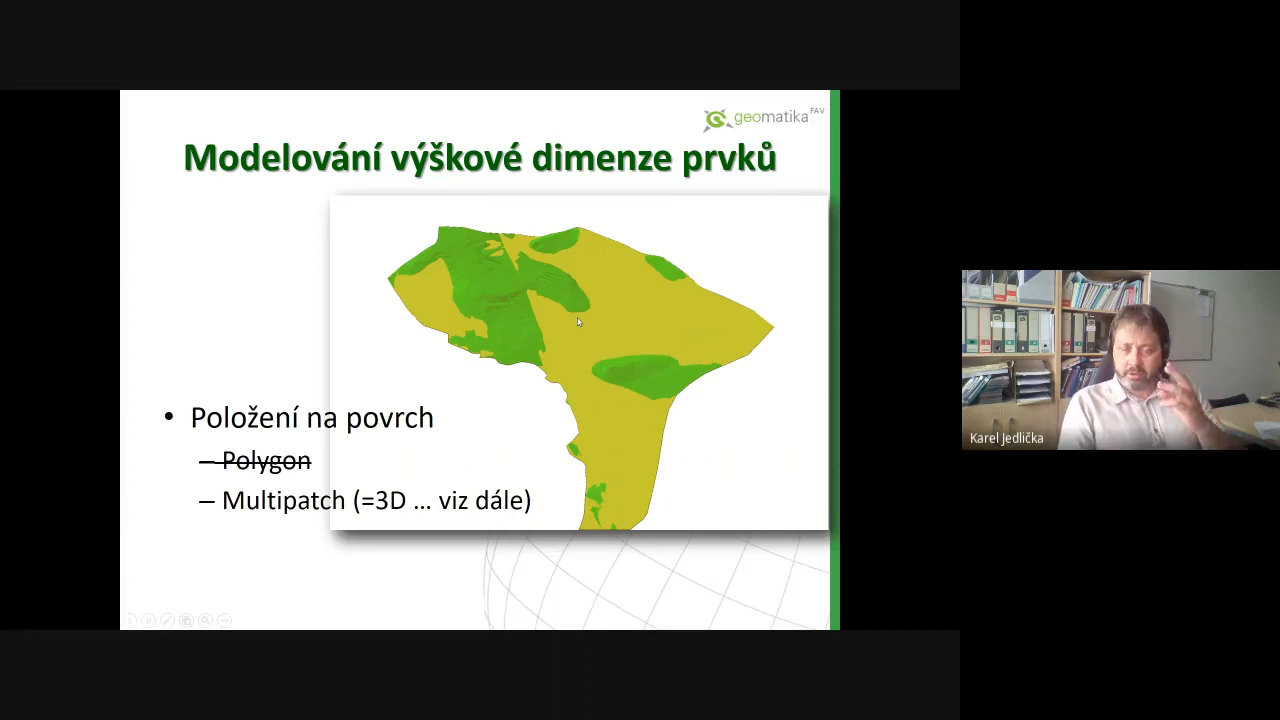 geomatika FAV
Modelování výškové dimenze prvků
• Položení na povrch
– Polygon
– Multipatch (=3D ... viz dále)
Karel Jedlička